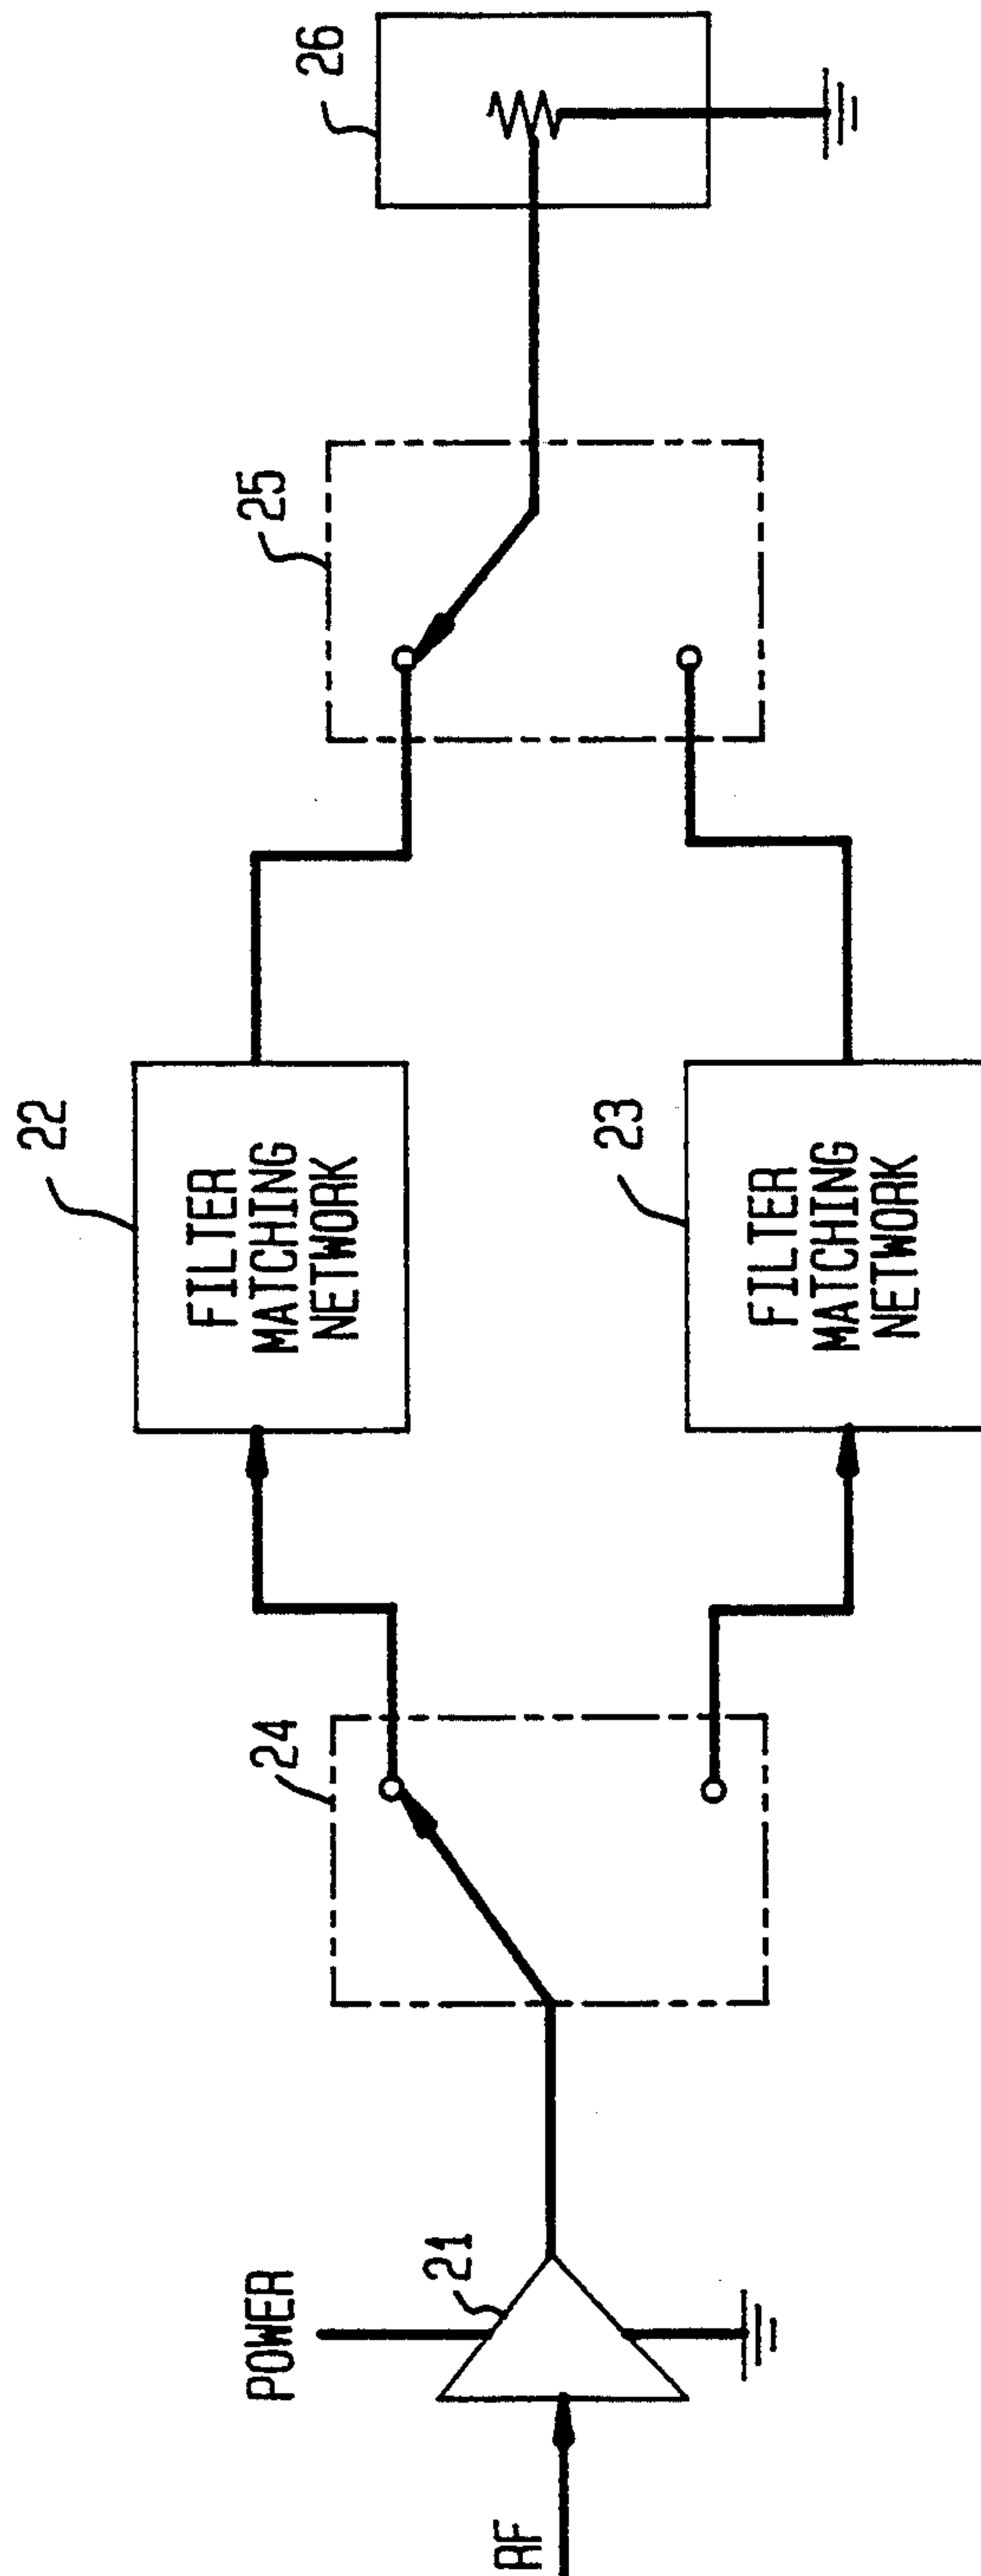 RF
POWER
21
24
22
FILTER
MATCHING
NETWORK
23
FILTER
MATCHING
NETWORK
25
26